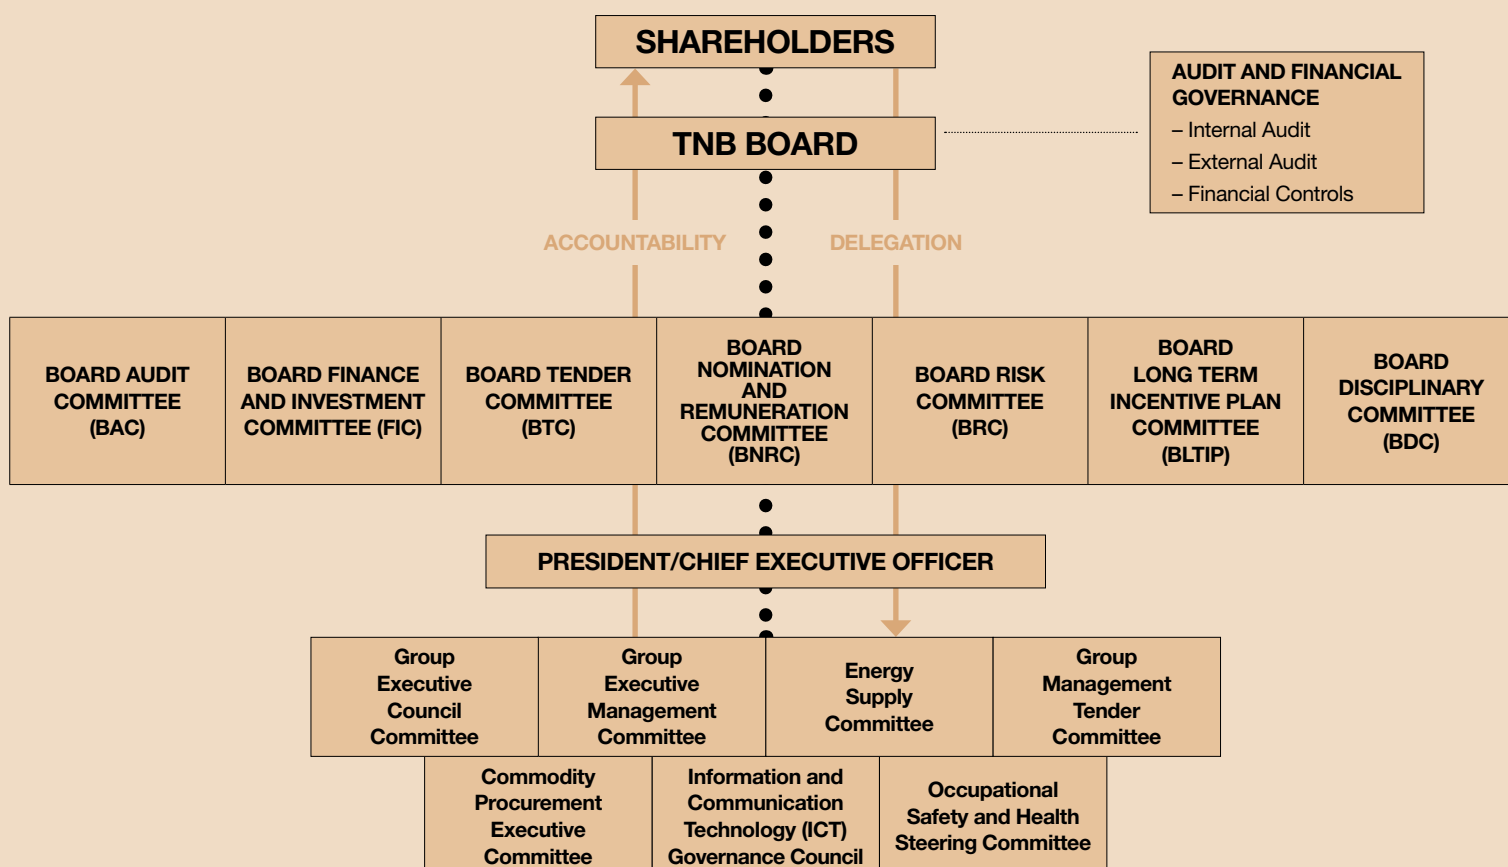 SHAREHOLDERS
TNB BOARD
AUDIT AND FINANCIAL
GOVERNANCE
– Internal Audit
– External Audit
– Financial Controls
ACCOUNTABILITY
DELEGATION
BOARD AUDIT
COMMITTEE
(BAC)
BOARD FINANCE
AND INVESTMENT
COMMITTEE (FIC)
BOARD TENDER
COMMITTEE
(BTC)
BOARD
NOMINATION
AND
REMUNERATION
COMMITTEE
(BNRC)
BOARD RISK
COMMITTEE
(BRC)
BOARD
LONG TERM
INCENTIVE PLAN
COMMITTEE
(BLTIP)
BOARD
DISCIPLINARY
COMMITTEE
(BDC)
PRESIDENT/CHIEF EXECUTIVE OFFICER
Group
Executive
Council
Committee
Group
Executive
Management
Committee
Energy
Supply
Committee
Group
Management
Tender
Committee
Commodity
Procurement
Executive
Committee
Information and
Communication
Technology (ICT)
Governance Council
Occupational
Safety and Health
Steering Committee